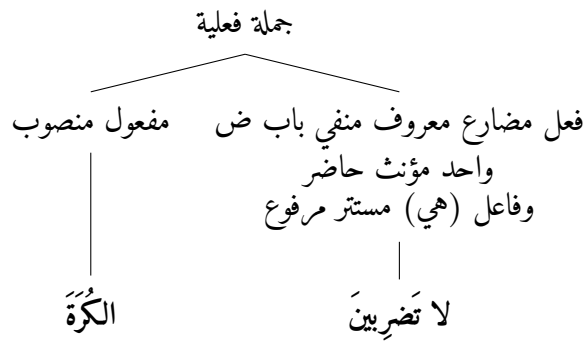 جملة فعلية
فعل مضارع معروف منفي باب ض
واحد مؤنث حاضر
وفاعل (هي) مستتر مرفوع
مفعول منصوب
لا تَضرِبينَ
الكُرَةَ